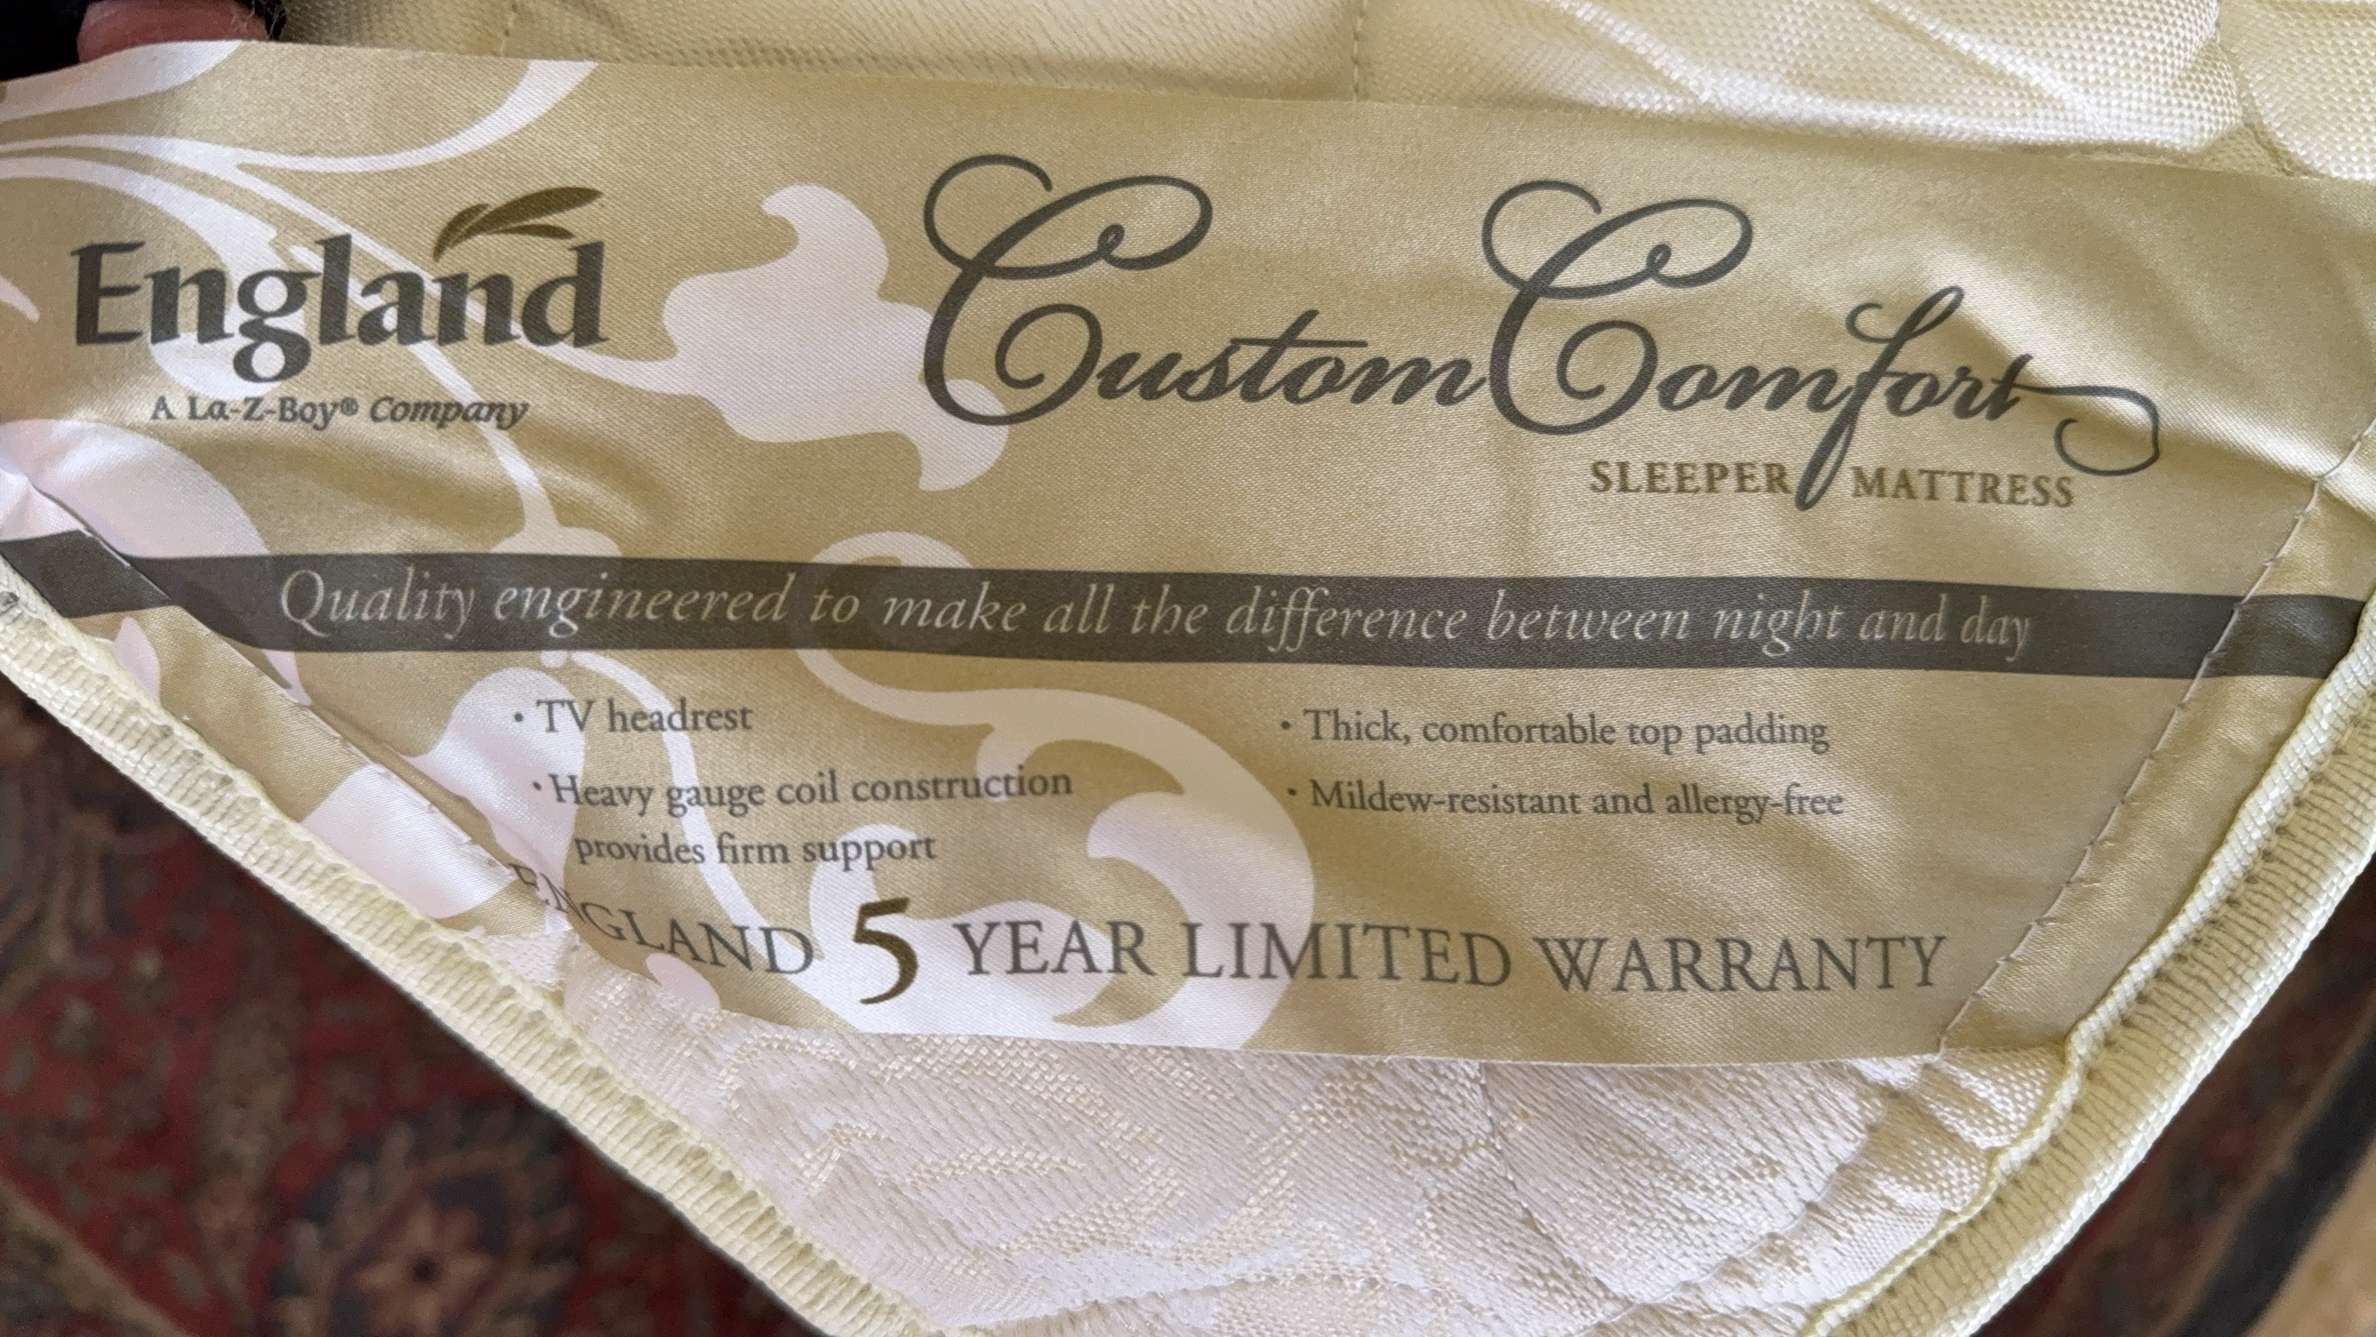 England
A La-Z-Boy® Company
Custom Comfort
SLEEPER MATTRESS
Quality engineered to make all the difference between night and day
• TV headrest
• Heavy gauge coil construction
provides firm support
• Thick, comfortable top padding
• Mildew-resistant and allergy-free
ENGLAND 5 YEAR LIMITED WARRANTY